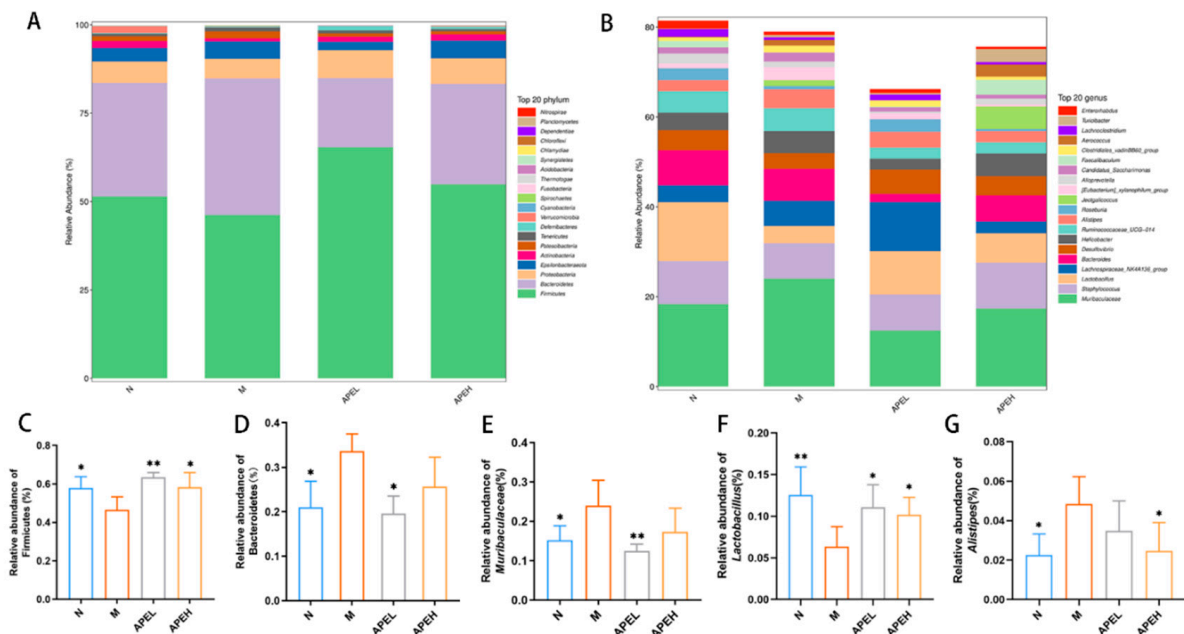 A
B
100
75
50
25
0
Relative Abundance (%)
N
M
APEL
APEH
Top 20 phylum
Nitrospirae
Planctomycetes
Dependentiae
Chloroflexi
Chlamydiae
Synergistetes
Acidobacteria
Thermotogae
Fusobacteria
Spirochaetes
Cyanobacteria
Verrucomicrobia
Deferribacteres
Tenericutes
Patescibacteria
Actinobacteria
Epsilonbacteraeota
Proteobacteria
Bacteroidetes
Firmicutes
80
60
40
20
0
Relative Abundance (%)
N
M
APEL
APEH
Top 20 genus
Enterorhabdus
Turicibacter
Lachnoclostridium
Aerococcus
Clostridiales_vadinBB60_group
Faecalibaculum
Candidatus_Saccharimonas
Alloprevotella
[Eubacterium]_xylanophilum_group
Jeotgalicoccus
Roseburia
Alistipes
Ruminococcaceae_UCG-014
Helicobacter
Desulfovibrio
Bacteroides
Lachnospiraceae_NK4A136_group
Lactobacillus
Staphylococcus
Muribaculaceae
C
Relative abundance of
Firmicutes (%)
0.8
0.6
0.4
0.2
0.0
*
**
*
N
M
APEL
APEH
D
Relative abundance of
Bacteroidetes (%)
0.4
0.3
0.2
0.1
0.0
*
*
N
M
APEL
APEH
E
Relative abundance of
Muribaculaceae(%)
0.4
0.3
0.2
0.1
0.0
*
**
N
M
APEL
APEH
F
Relative abundance of
Lactobacillus(%)
0.20
0.15
0.10
0.05
0.00
**
*
*
N
M
APEL
APEH
G
Relative abundance of
Alistipes(%)
0.08
0.06
0.04
0.02
0.00
*
*
N
M
APEL
APEH